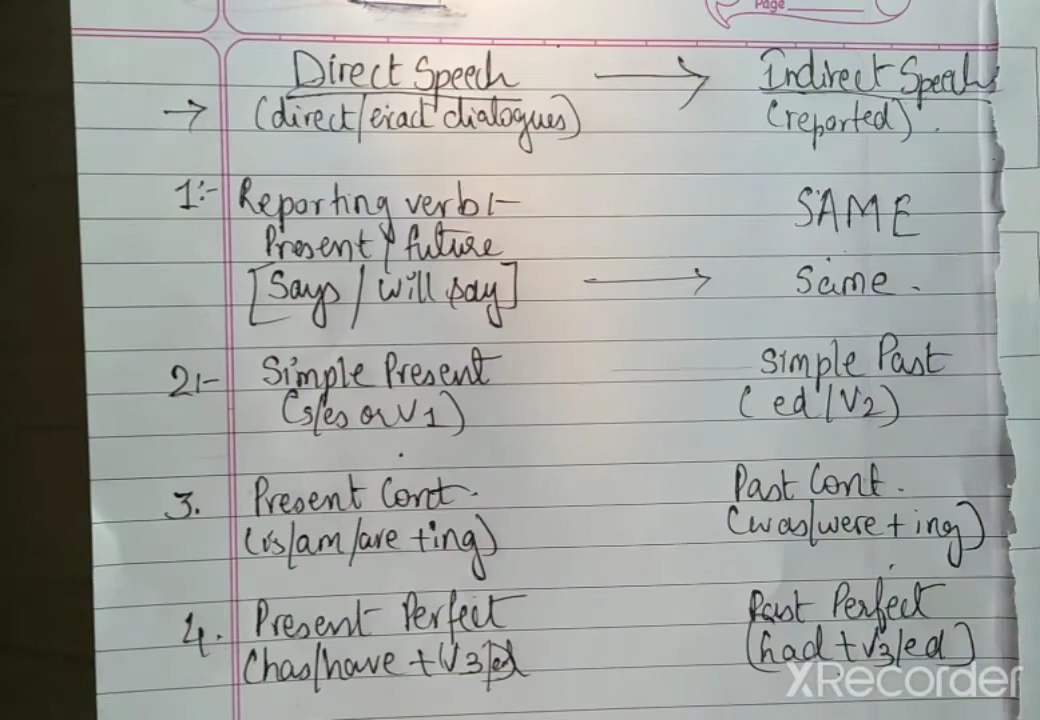 Page
Direct Speech → Indirect Speech
→ (direct/exact dialogues) (reported).
1:- Reporting verb:- SAME
Present / future
[Says / will say] → Same.
2:- Simple Present Simple Past
(s/es or V1) (ed/V2)
3. Present Cont. Past Cont.
(is/am/are +ing) (was/were + ing)
4. Present Perfect Past Perfect
(has/have + V3/ed (had + V3/ed)
XRecorder